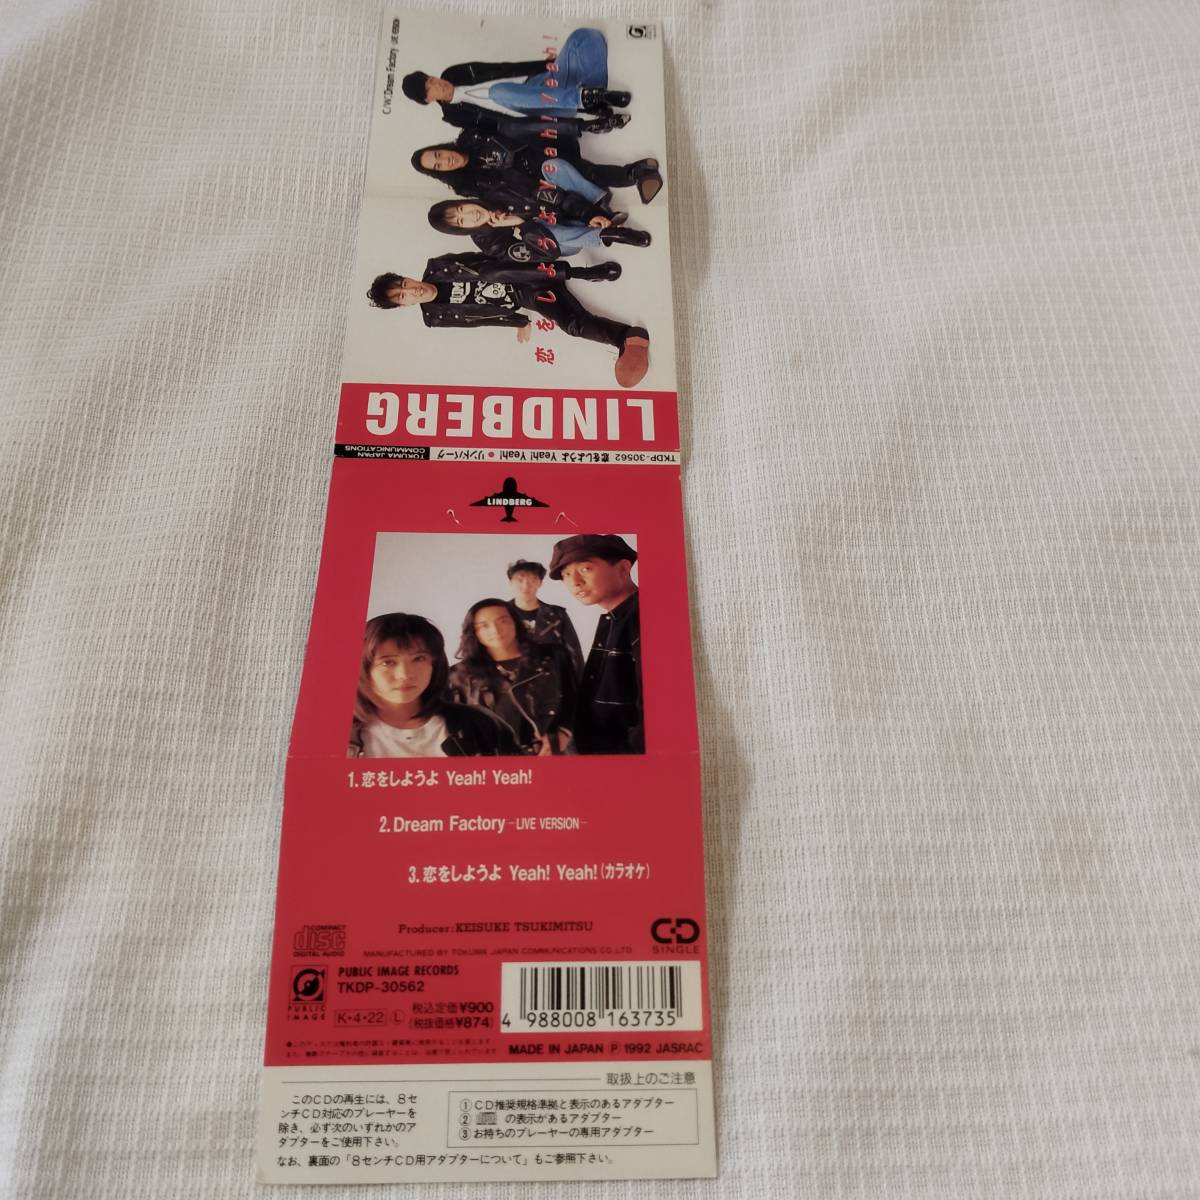 C/W: Dream Factory LIVE VERSION
恋をしようよ Yeah! Yeah!
LINDBERG
TKDP-30562 恋をしようよ Yeah! Yeah! ● リンドバーグ TOKUMA JAPAN COMMUNICATIONS
LINDBERG
1. 恋をしようよ Yeah! Yeah!
2. Dream Factory –LIVE VERSION–
3. 恋をしようよ Yeah! Yeah! (カラオケ)
Producer: KEISUKE TSUKIMITSU
COMPACT disc DIGITAL AUDIO
CD SINGLE
MANUFACTURED BY TOKUMA JAPAN COMMUNICATIONS CO., LTD.
PUBLIC IMAGE
PUBLIC IMAGE RECORDS
TKDP-30562
K・4・22 L 税込定価¥900
(税抜価格¥874)
4 988008 163735
MADE IN JAPAN Ⓟ 1992 JASRAC
取扱上のご注意
このCDの再生には、8セ
ンチCD対応のプレーヤーを
除き、必ず次のいずれかのア
ダプターをご使用下さい。
① CD推奨規格準拠と表示のあるアダプター
② の表示があるアダプター
③ お持ちのプレーヤーの専用アダプター
なお、裏面の「8センチCD用アダプターについて」もご参照下さい。